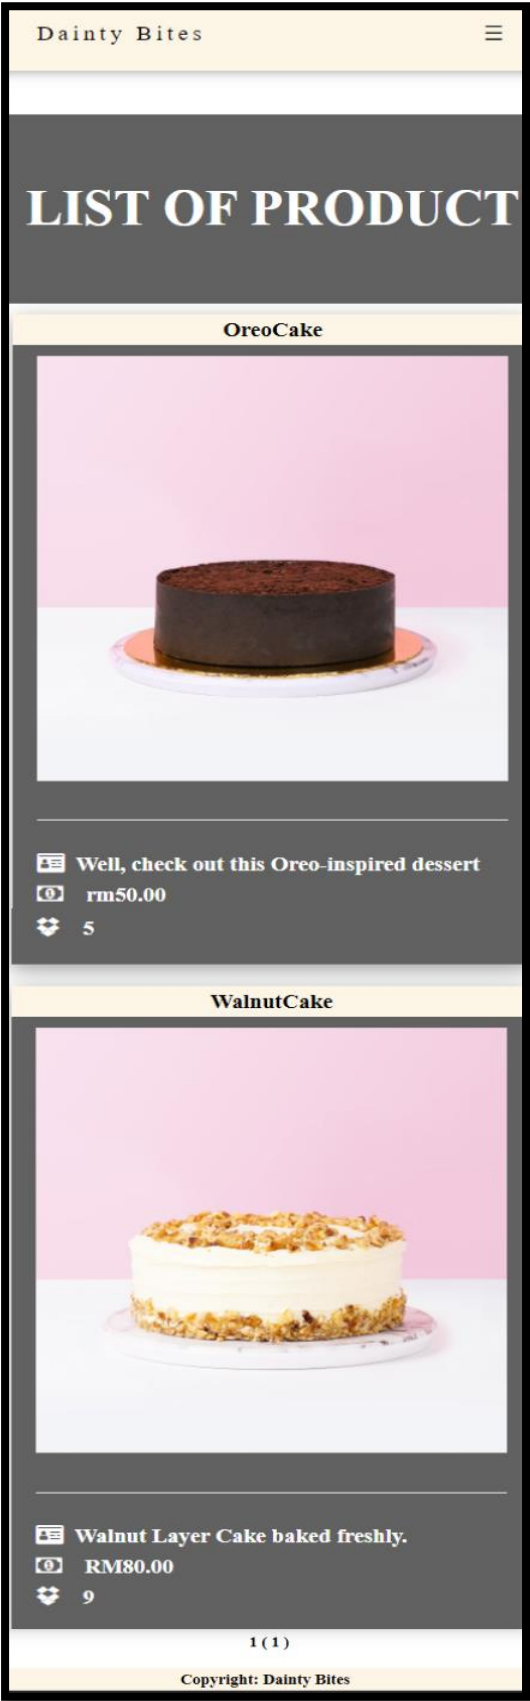 Dainty Bites
LIST OF PRODUCT
OreoCake
Well, check out this Oreo-inspired dessert
rm50.00
5
WalnutCake
Walnut Layer Cake baked freshly.
RM80.00
9
1 ( 1 )
Copyright: Dainty Bites